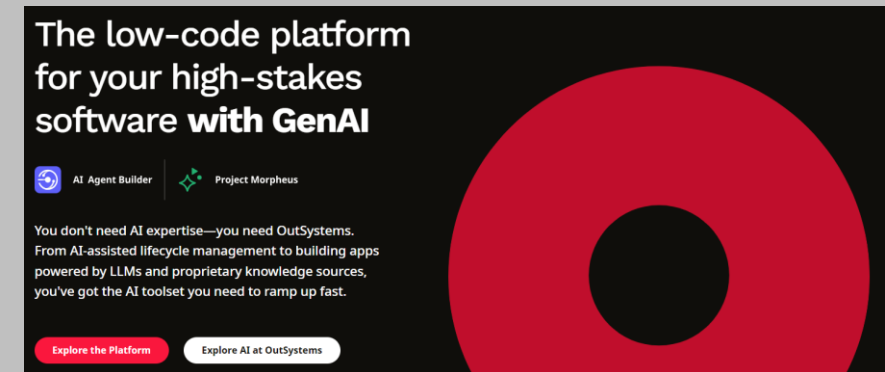 The low-code platform
for your high-stakes
software with GenAI
AI Agent Builder
Project Morpheus
You don't need AI expertise—you need OutSystems.
From AI-assisted lifecycle management to building apps
powered by LLMs and proprietary knowledge sources,
you've got the AI toolset you need to ramp up fast.
Explore the Platform
Explore AI at OutSystems